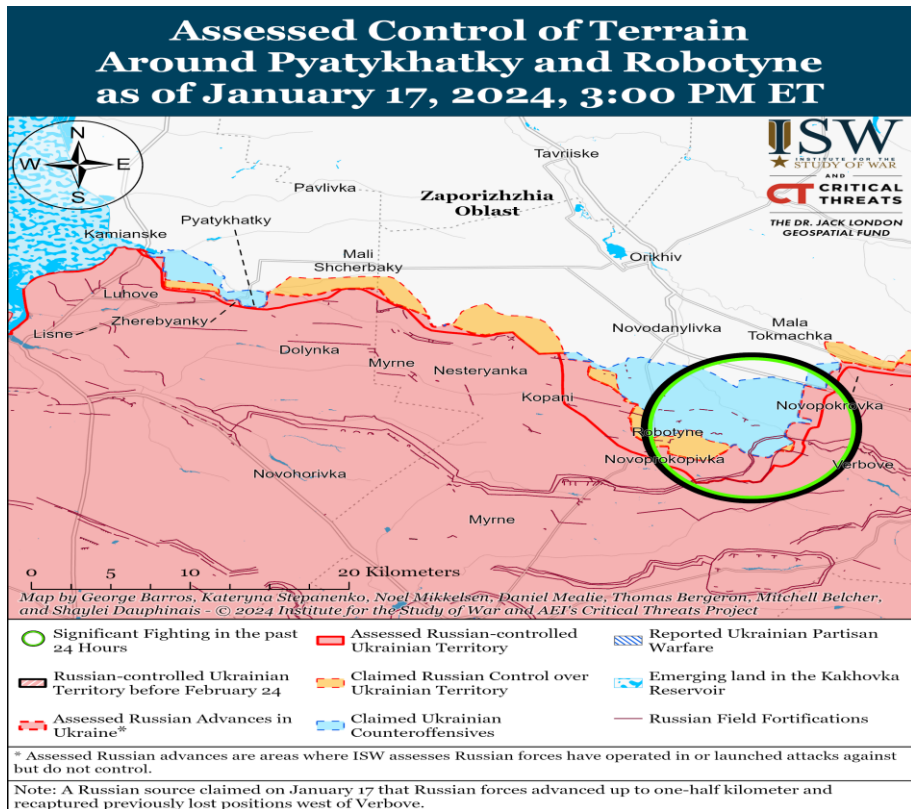 Assessed Control of Terrain
Around Pyatykhatky and Robotyne
as of January 17, 2024, 3:00 PM ET
N
W E
S
ISW
INSTITUTE FOR THE
STUDY OF WAR
AND
CT CRITICAL
THREATS
THE DR. JACK LONDON
GEOSPATIAL FUND
Tavriiske
Pavlivka
Zaporizhzhia
Oblast
Pyatykhatky
Kamianske
Mali
Shcherbaky
Orikhiv
Luhove
Zherebyanky
Lisne
Novodanylivka
Mala
Tokmachka
Dolynka
Myrne
Nesteryanka
Kopani
Novopokrovka
Robotyne
Novoprokopivka
Verbove
Novohorivka
Myrne
0 5 10 20 Kilometers
Map by George Barros, Kateryna Stepanenko, Noel Mikkelsen, Daniel Mealie, Thomas Bergeron, Mitchell Belcher,
and Shaylei Dauphinais - © 2024 Institute for the Study of War and AEI's Critical Threats Project
Significant Fighting in the past
24 Hours
Assessed Russian-controlled
Ukrainian Territory
Reported Ukrainian Partisan
Warfare
Russian-controlled Ukrainian
Territory before February 24
Claimed Russian Control over
Ukrainian Territory
Emerging land in the Kakhovka
Reservoir
Assessed Russian Advances in
Ukraine*
Claimed Ukrainian
Counteroffensives
Russian Field Fortifications
* Assessed Russian advances are areas where ISW assesses Russian forces have operated in or launched attacks against
but do not control.
Note: A Russian source claimed on January 17 that Russian forces advanced up to one-half kilometer and
recaptured previously lost positions west of Verbove.